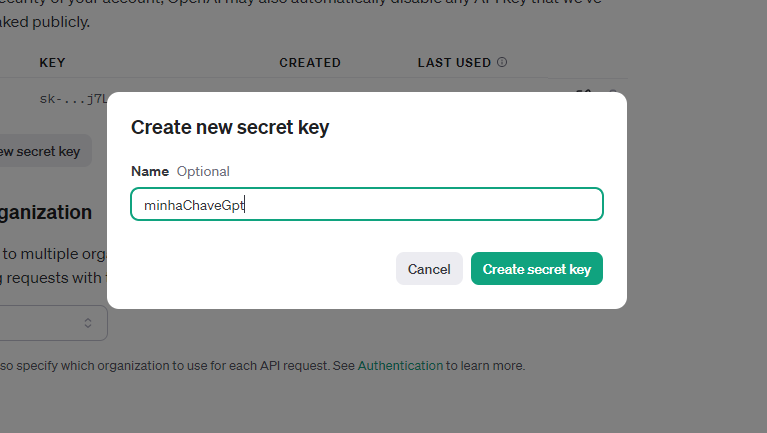 security of your account, OpenAI may also automatically disable any API key that we've
aked publicly.
KEY CREATED LAST USED
sk-...j7L
ew secret key
Create new secret key
Name Optional
minhaChaveGpt
Cancel Create secret key
ganization
to multiple org
g requests with
so specify which organization to use for each API request. See Authentication to learn more.